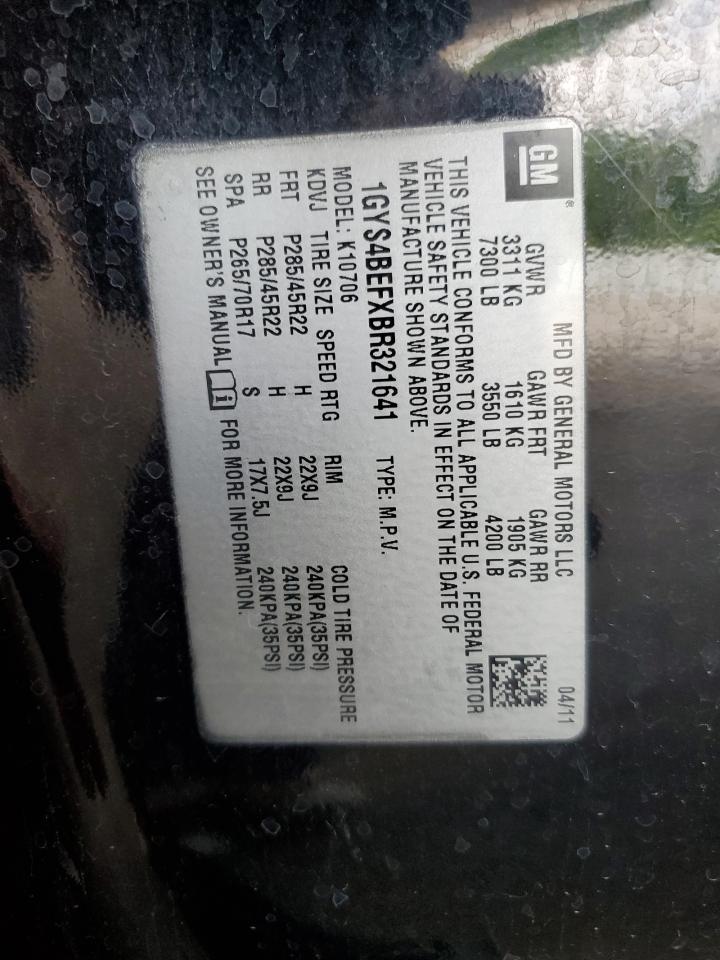 GM®
MFD BY GENERAL MOTORS LLC 04/11
GVWR GAWR FRT GAWR RR
3311 KG 1610 KG 1905 KG
7300 LB 3550 LB 4200 LB
THIS VEHICLE CONFORMS TO ALL APPLICABLE U.S. FEDERAL MOTOR
VEHICLE SAFETY STANDARDS IN EFFECT ON THE DATE OF
MANUFACTURE SHOWN ABOVE.
1GYS4BEFXBR321641 TYPE: M.P.V.
MODEL: K10706
KDVJ TIRE SIZE SPEED RTG RIM COLD TIRE PRESSURE
FRT P285/45R22 H 22X9J 240KPA(35PSI)
RR P285/45R22 H 22X9J 240KPA(35PSI)
SPA P265/70R17 S 17X7.5J 240KPA(35PSI)
SEE OWNER'S MANUAL i FOR MORE INFORMATION.